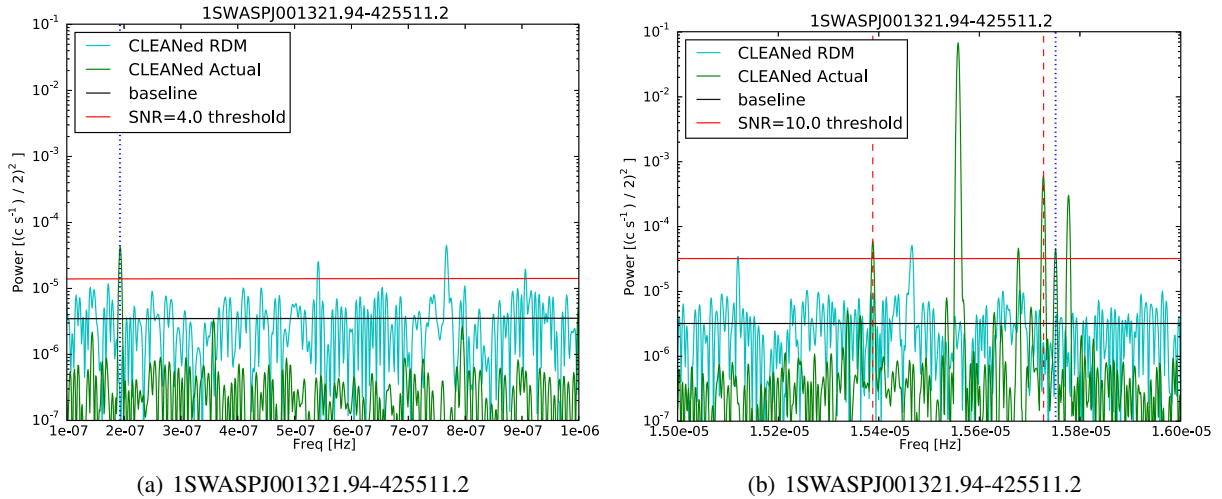 1SWASPJ001321.94-425511.2
CLEANed RDM
CLEANed Actual
baseline
SNR=4.0 threshold
Power [(c s⁻¹) / 2)² ]
10⁻¹
10⁻²
10⁻³
10⁻⁴
10⁻⁵
10⁻⁶
10⁻⁷
1e-07 2e-07 3e-07 4e-07 5e-07 6e-07 7e-07 8e-07 9e-07 1e-06
Freq [Hz]
(a) 1SWASPJ001321.94-425511.2
1SWASPJ001321.94-425511.2
CLEANed RDM
CLEANed Actual
baseline
SNR=10.0 threshold
Power [(c s⁻¹) / 2)² ]
10⁻¹
10⁻²
10⁻³
10⁻⁴
10⁻⁵
10⁻⁶
10⁻⁷
1.50e-05 1.52e-05 1.54e-05 1.56e-05 1.58e-05 1.60e-05
Freq [Hz]
(b) 1SWASPJ001321.94-425511.2